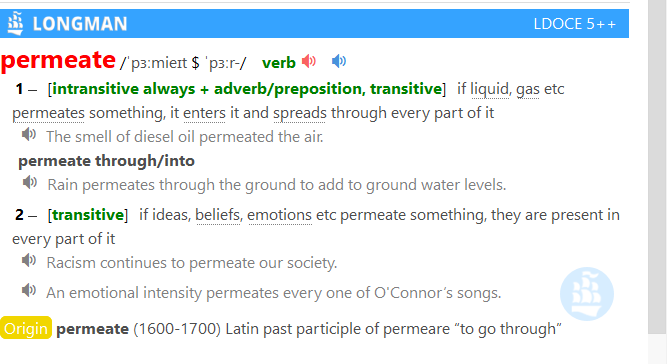 LONGMAN LDOCE 5++
permeate /ˈpɜːmieɪt $ ˈpɜːr-/ verb
1 – [intransitive always + adverb/preposition, transitive] if liquid, gas etc
permeates something, it enters it and spreads through every part of it
The smell of diesel oil permeated the air.
permeate through/into
Rain permeates through the ground to add to ground water levels.
2 – [transitive] if ideas, beliefs, emotions etc permeate something, they are present in
every part of it
Racism continues to permeate our society.
An emotional intensity permeates every one of O'Connor’s songs.
Origin permeate (1600-1700) Latin past participle of permeare “to go through”